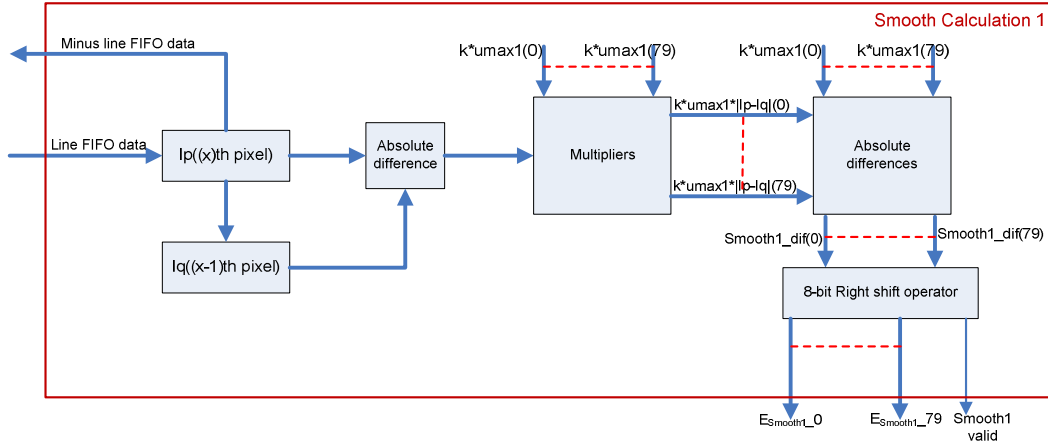 Smooth Calculation 1
Minus line FIFO data
k*umax1(0)
k*umax1(79)
k*umax1(0)
k*umax1(79)
Line FIFO data
Ip((x)th pixel)
Absolute
difference
Multipliers
k*umax1*|Ip-Iq|(0)
k*umax1*|Ip-Iq|(79)
Absolute
differences
Iq((x-1)th pixel)
Smooth1_dif(0)
Smooth1_dif(79)
8-bit Right shift operator
ESmooth1_0
ESmooth1_79
Smooth1
valid